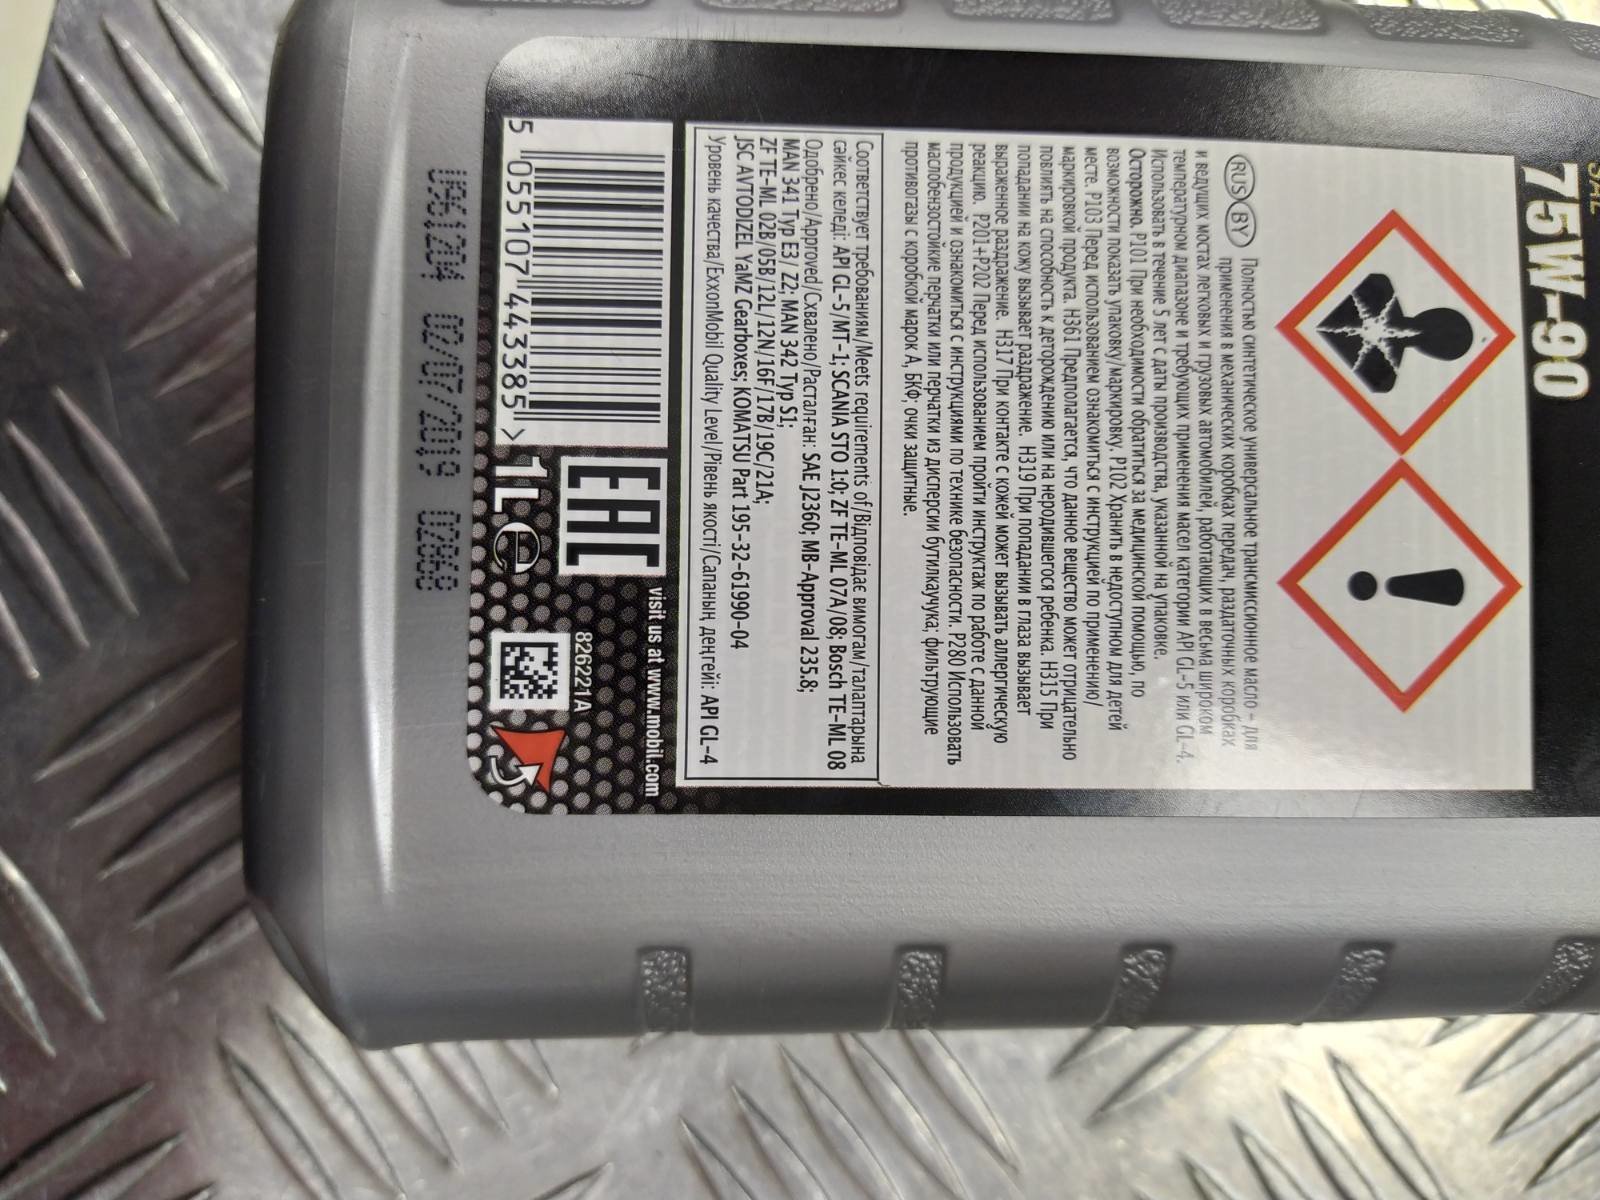 SAE
75W-90
RUS BY Полностью синтетическое универсальное трансмиссионное масло – для
применения в механических коробках передач, раздаточных коробках
и ведущих мостах легковых и грузовых автомобилей, работающих в весьма широком
температурном диапазоне и требующих применения масел категории API GL-5 или GL-4.
Использовать в течение 5 лет с даты производства, указанной на упаковке.
Осторожно. P101 При необходимости обратиться за медицинской помощью, по
возможности показать упаковку/маркировку. P102 Хранить в недоступном для детей
месте. P103 Перед использованием ознакомиться с инструкцией по применению/
маркировкой продукта. H361 Предполагается, что данное вещество может отрицательно
повлиять на способность к деторождению или на неродившегося ребенка. H315 При
попадании на кожу вызывает раздражение. H319 При попадании в глаза вызывает
выраженное раздражение. H317 При контакте с кожей может вызывать аллергическую
реакцию. P201+P202 Перед использованием пройти инструктаж по работе с данной
продукцией и ознакомиться с инструкциями по технике безопасности. P280 Использовать
маслобензостойкие перчатки или перчатки из дисперсии бутилкаучука; фильтрующие
противогазы с коробкой марок А, БКФ; очки защитные.
Соответствует требованиям/Meets requirements of/Відповідає вимогам/талаптарына
сәйкес келеді: API GL-5/MT-1; SCANIA STO 1:0; ZF TE-ML 07A/08; Bosch TE-ML 08
Одобрено/Approved/Схвалено/Растал+ған: SAE J2360; MB-Approval 235.8;
MAN 341 Typ E3 / Z2; MAN 342 Typ S1;
ZF TE-ML 02B/05B/12L/12N/16F/17B/19C/21A;
JSC AVTODIZEL YaMZ Gearboxes; KOMATSU Part 195-32-61990-04
Уровень качества/ExxonMobil Quality Level/Рівень якості/Сапаның деңгейі: API GL-4
5 055107 443385 >
EAC
1L e
visit us at www.mobil.com
826221A
02/07/2019 02968